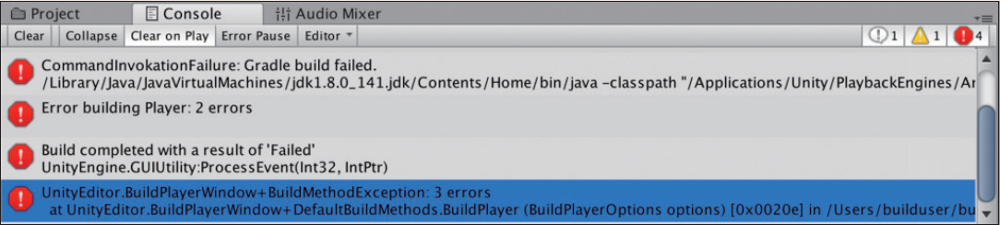 Project Console Audio Mixer
Clear Collapse Clear on Play Error Pause Editor 1 1 4
CommandInvokationFailure: Gradle build failed.
/Library/Java/JavaVirtualMachines/jdk1.8.0_141.jdk/Contents/Home/bin/java -classpath "/Applications/Unity/PlaybackEngines/Ar
Error building Player: 2 errors
Build completed with a result of 'Failed'
UnityEngine.GUIUtility:ProcessEvent(Int32, IntPtr)
UnityEditor.BuildPlayerWindow+BuildMethodException: 3 errors
at UnityEditor.BuildPlayerWindow+DefaultBuildMethods.BuildPlayer (BuildPlayerOptions options) [0x0020e] in /Users/builduser/bu